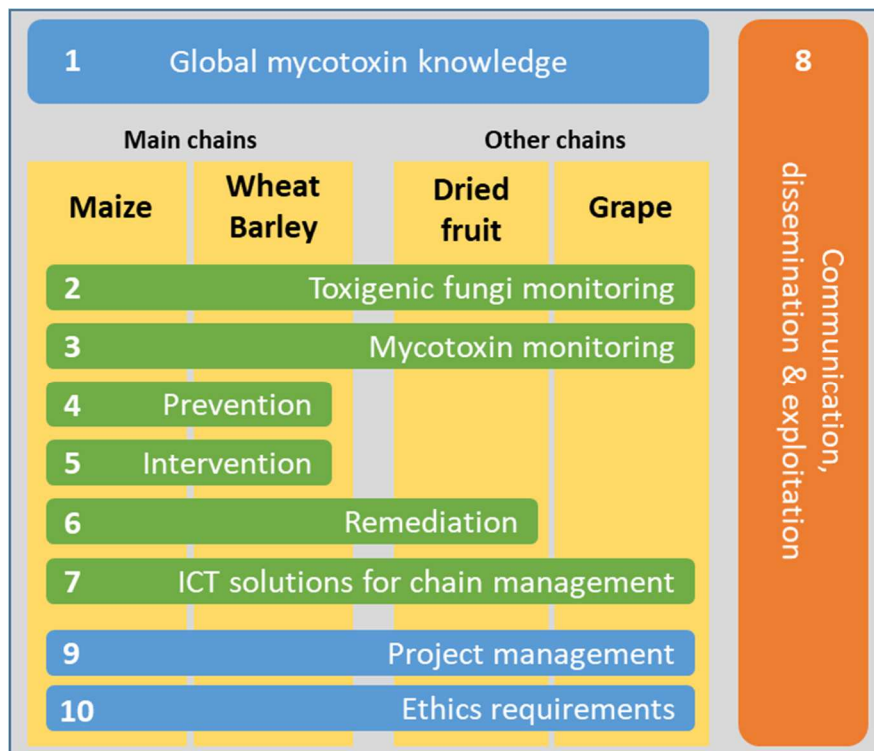 1 Global mycotoxin knowledge
Main chains
Other chains
Maize
Wheat
Barley
Dried
fruit
Grape
2 Toxigenic fungi monitoring
3 Mycotoxin monitoring
4 Prevention
5 Intervention
6 Remediation
7 ICT solutions for chain management
9 Project management
10 Ethics requirements
8
Communication,
dissemination & exploitation